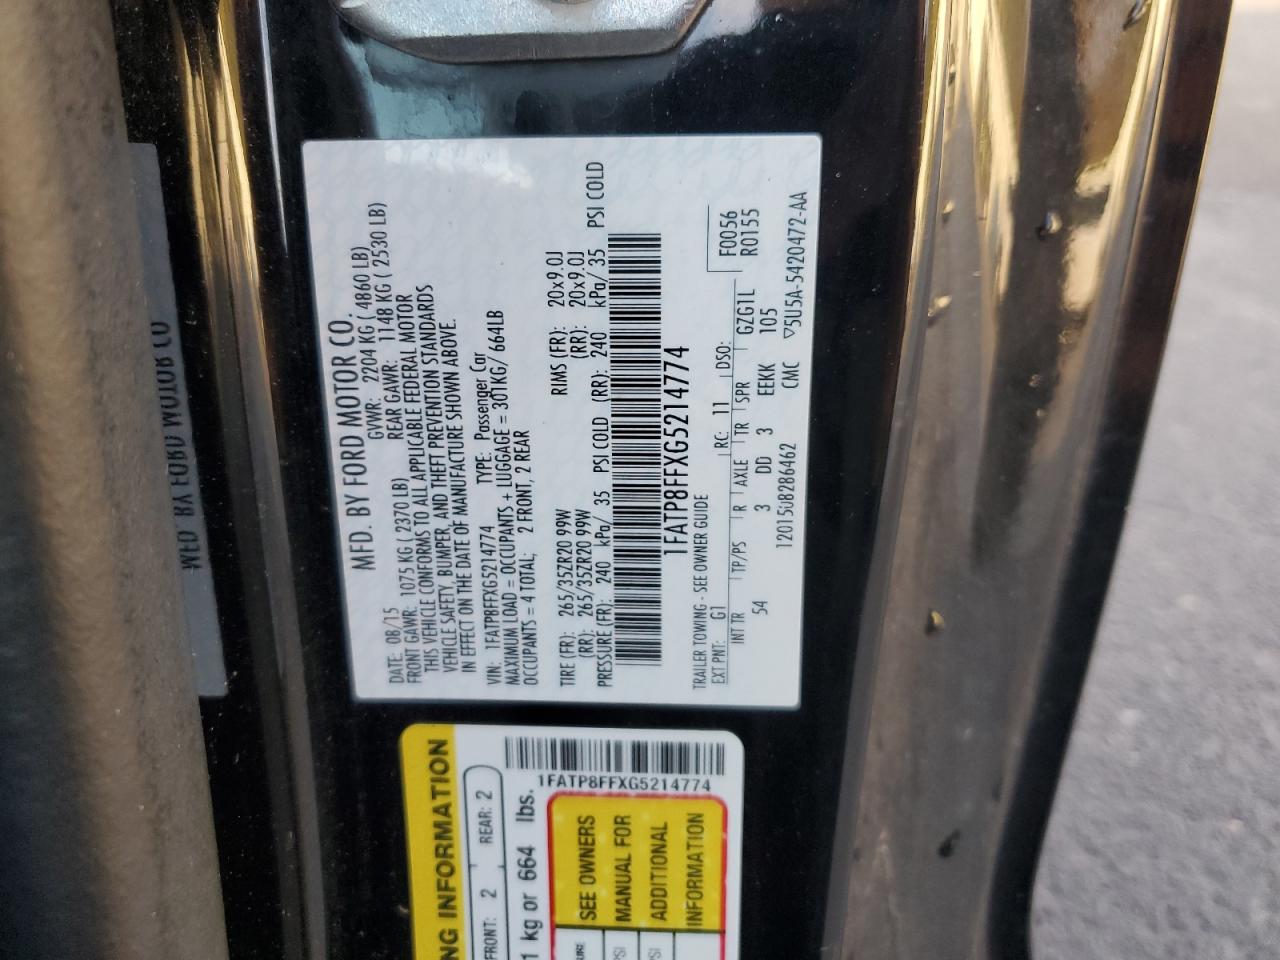 MFD. BY FORD MOTOR CO.
DATE: 08/15 GVWR: 2204 KG ( 4860 LB)
FRONT GAWR: 1075 KG ( 2370 LB) REAR GAWR: 1148 KG ( 2530 LB)
THIS VEHICLE CONFORMS TO ALL APPLICABLE FEDERAL MOTOR
VEHICLE SAFETY, BUMPER, AND THEFT PREVENTION STANDARDS
IN EFFECT ON THE DATE OF MANUFACTURE SHOWN ABOVE.
VIN: 1FATP8FFXG5214774 TYPE: Passenger Car
MAXIMUM LOAD = OCCUPANTS + LUGGAGE = 301KG/ 664LB
OCCUPANTS = 4 TOTAL; 2 FRONT, 2 REAR
TIRE (FR): 265/35ZR20 99W RIMS (FR): 20x9.0J
(RR): 265/35ZR20 99W (RR): 20x9.0J
PRESSURE (FR): 240 kPa/ 35 PSI COLD (RR): 240 kPa/ 35 PSI COLD
1FATP8FFXG5214774
TRAILER TOWING - SEE OWNER GUIDE
EXT PNT: G1 RC: 11 DSO: F0056
R0155
INT TR TP/PS R AXLE TR SPR GZG1L
54 3 DD 3 EEKK 105
1201508286462 CMC ▽5U5A-5420472-AA
NG INFORMATION
FRONT: 2 REAR: 2
1 kg or 664 lbs.
1FATP8FFXG5214774
SEE OWNERS
MANUAL FOR
ADDITIONAL
INFORMATION
SURE
PSI
PSI
MFD. BY FORD MOTOR CO